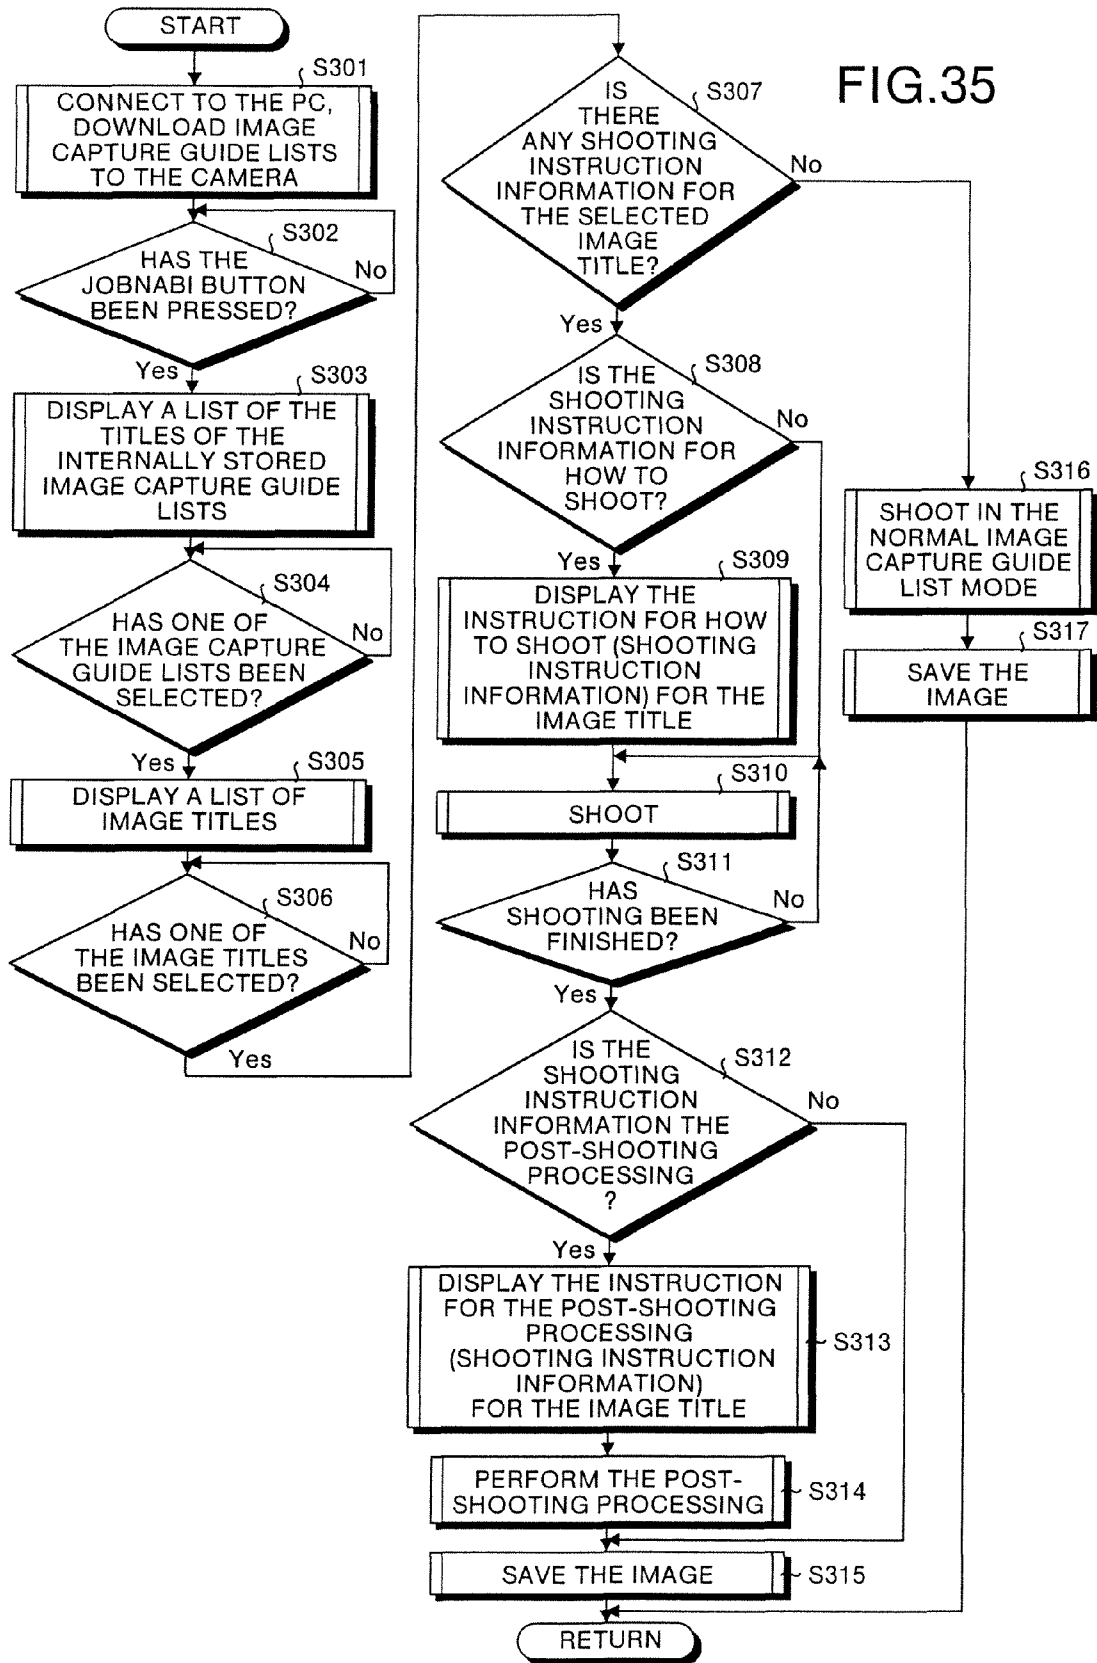 FIG.35
START
S301
CONNECT TO THE PC,
DOWNLOAD IMAGE
CAPTURE GUIDE LISTS
TO THE CAMERA
S302
HAS THE
JOBNABI BUTTON
BEEN PRESSED?
No
Yes
S303
DISPLAY A LIST OF THE
TITLES OF THE
INTERNALLY STORED
IMAGE CAPTURE GUIDE
LISTS
S304
HAS ONE OF
THE IMAGE CAPTURE
GUIDE LISTS BEEN
SELECTED?
No
Yes
S305
DISPLAY A LIST OF
IMAGE TITLES
S306
HAS ONE OF
THE IMAGE TITLES
BEEN SELECTED?
No
Yes
S307
IS
THERE
ANY SHOOTING
INSTRUCTION
INFORMATION FOR
THE SELECTED
IMAGE
TITLE?
No
Yes
S308
IS THE
SHOOTING
INSTRUCTION
INFORMATION FOR
HOW TO
SHOOT?
No
Yes
S309
DISPLAY THE
INSTRUCTION FOR HOW
TO SHOOT (SHOOTING
INSTRUCTION
INFORMATION) FOR THE
IMAGE TITLE
S310
SHOOT
S311
HAS
SHOOTING BEEN
FINISHED?
No
Yes
S312
IS THE
SHOOTING
INSTRUCTION
INFORMATION THE
POST-SHOOTING
PROCESSING
?
No
Yes
DISPLAY THE INSTRUCTION
FOR THE POST-SHOOTING
PROCESSING
(SHOOTING INSTRUCTION
INFORMATION)
FOR THE IMAGE TITLE
S313
PERFORM THE POST-
SHOOTING PROCESSING
S314
SAVE THE IMAGE
S315
RETURN
S316
SHOOT IN THE
NORMAL IMAGE
CAPTURE GUIDE
LIST MODE
S317
SAVE THE
IMAGE